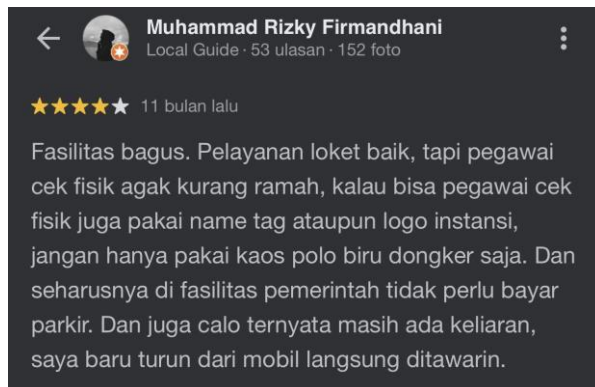 Muhammad Rizky Firmandhani
Local Guide · 53 ulasan · 152 foto
11 bulan lalu
Fasilitas bagus. Pelayanan loket baik, tapi pegawai
cek fisik agak kurang ramah, kalau bisa pegawai cek
fisik juga pakai name tag ataupun logo instansi,
jangan hanya pakai kaos polo biru dongker saja. Dan
seharusnya di fasilitas pemerintah tidak perlu bayar
parkir. Dan juga calo ternyata masih ada keliaran,
saya baru turun dari mobil langsung ditawarin.